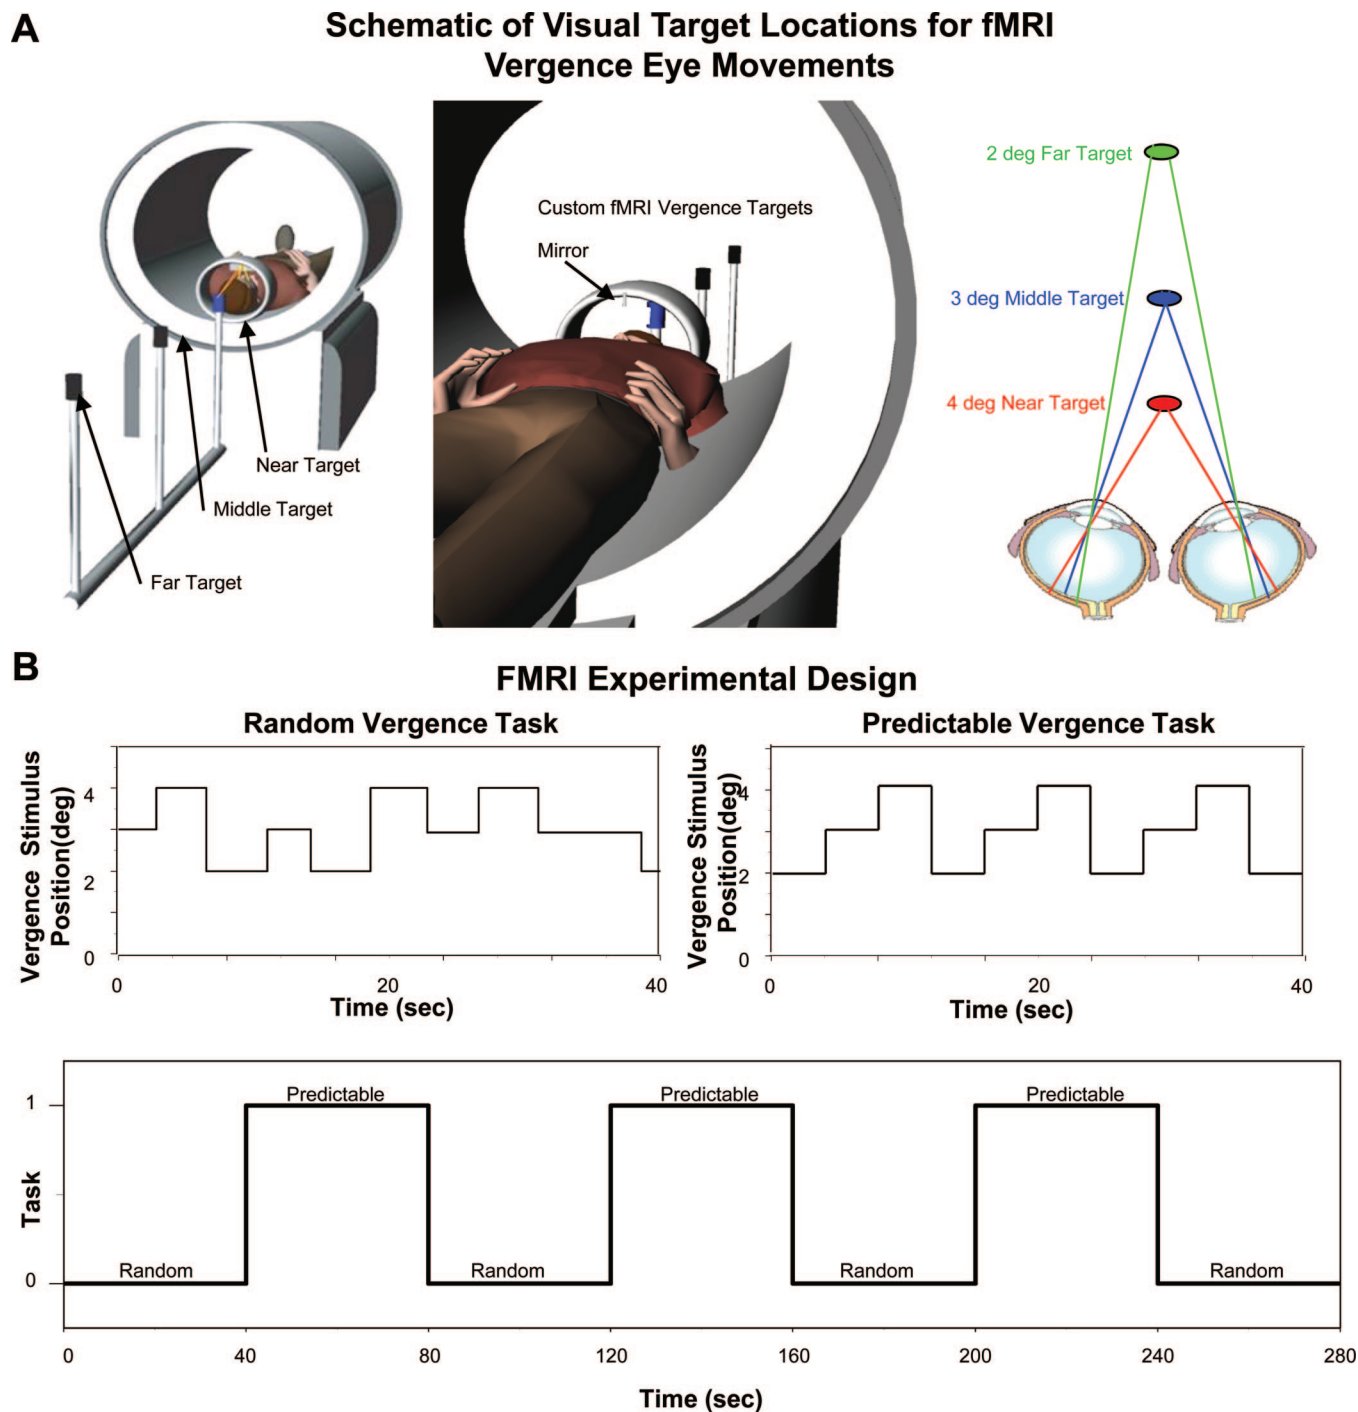 A
Schematic of Visual Target Locations for fMRI
Vergence Eye Movements
Near Target
Middle Target
Far Target
Custom fMRI Vergence Targets
Mirror
2 deg Far Target
3 deg Middle Target
4 deg Near Target
B
FMRI Experimental Design
Random Vergence Task
Vergence Stimulus
Position(deg)
4
2
0
0 20 40
Time (sec)
Predictable Vergence Task
Vergence Stimulus
Position(deg)
4
2
0
0 20 40
Time (sec)
Task
1
0
Random
Predictable
Random
Predictable
Random
Predictable
Random
0 40 80 120 160 200 240 280
Time (sec)